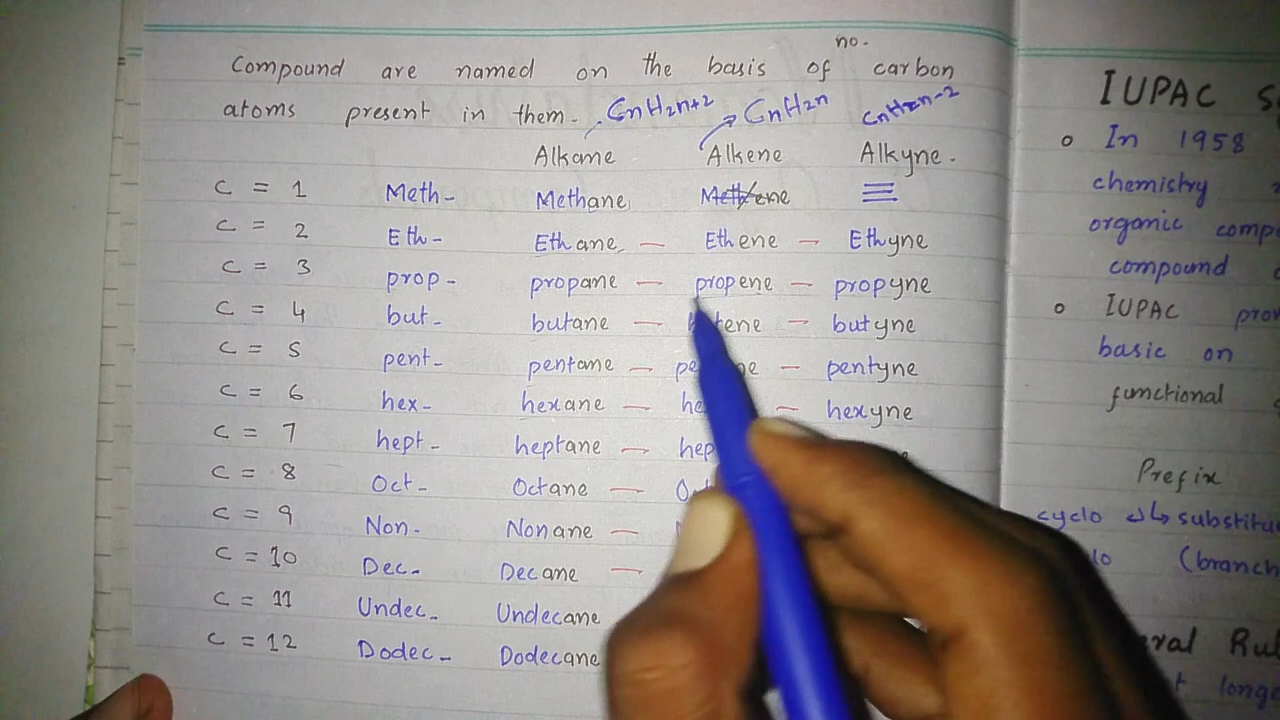 no.
Compound are named on the basis of carbon
atoms present in them. CnH2n+2 CnH2n CnH2n-2
Alkane Alkene Alkyne.
C = 1 Meth- Methane Methene ≡
C = 2 Eth- Ethane — Ethene — Ethyne
C = 3 prop- propane — propene — propyne
C = 4 but- butane — — butyne
C = 5 pent- pentane — — pentyne
C = 6 hex- hexane — — hexyne
C = 7 hept- heptane — hep
C = 8 Oct- Octane —
C = 9 Non- Nonane —
C = 10 Dec- Decane —
C = 11 Undec- Undecane
C = 12 Dodec- Dodecane
IUPAC
o In 1958
chemistry
organic comp
compound
o IUPAC prov
basic on
functional
Prefix
cyclo substitu
(branch
Rul
long